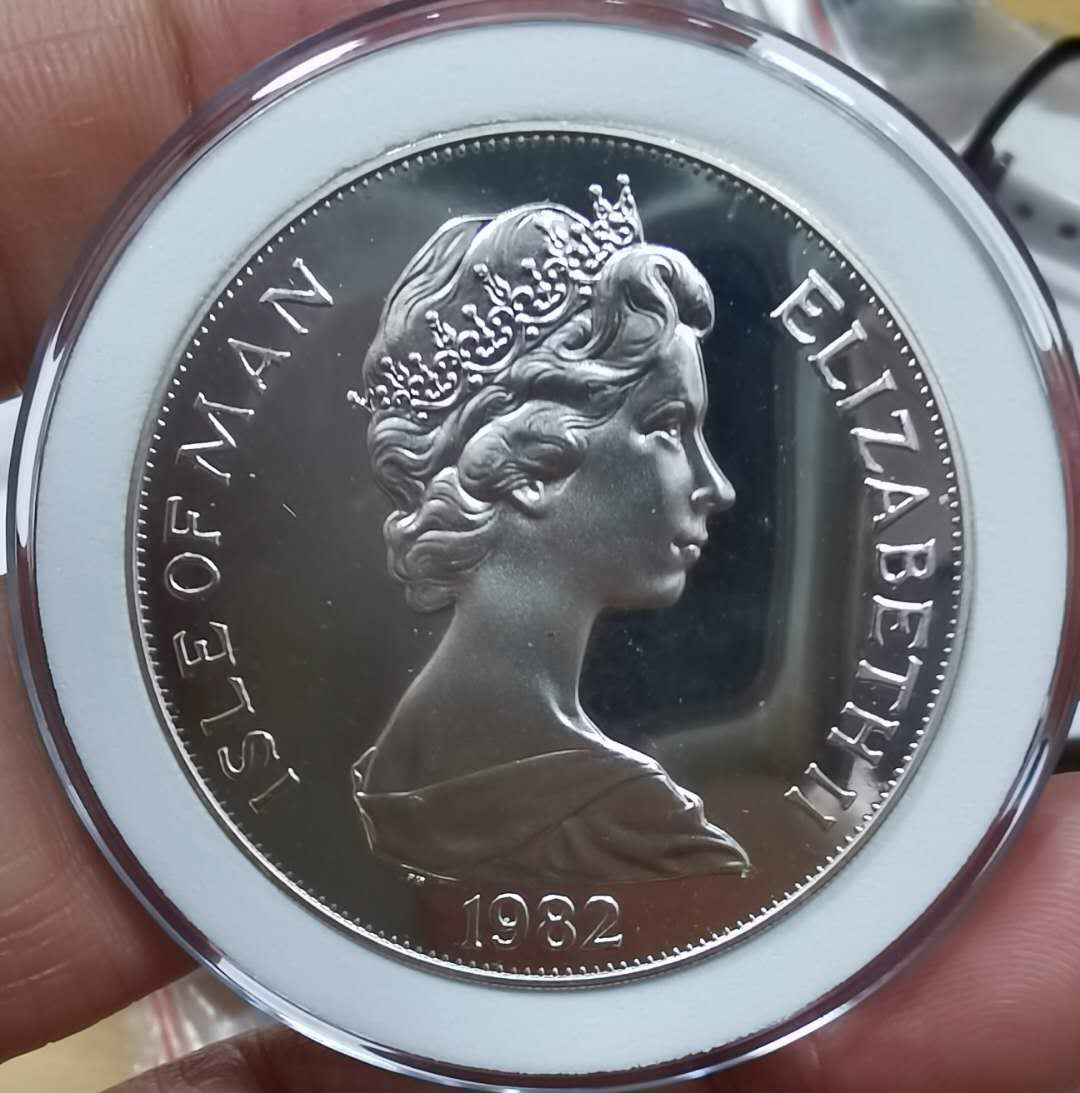 ISLE OF MAN
ELIZABETH II
1982